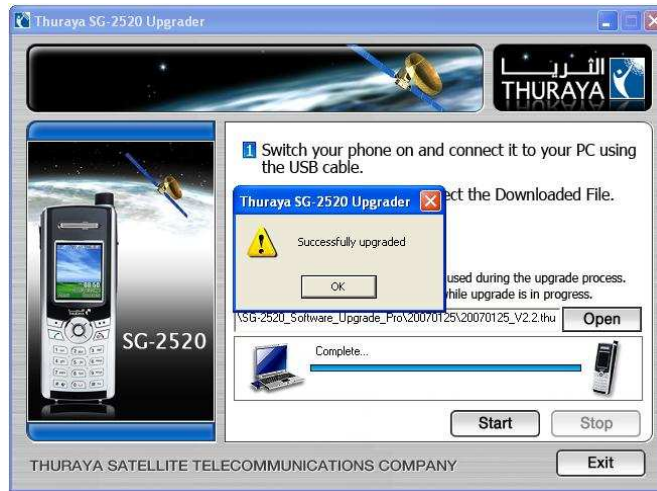 Thuraya SG-2520 Upgrader
الثريا
THURAYA
1 Switch your phone on and connect it to your PC using
the USB cable.
ect the Downloaded File.
Thuraya SG-2520 Upgrader
Successfully upgraded
OK
used during the upgrade process.
while upgrade is in progress.
\SG-2520_Software_Upgrade_Pro\20070125\20070125_V2.2.thu
Open
SG-2520
Complete...
Start
Stop
THURAYA SATELLITE TELECOMMUNICATIONS COMPANY
Exit